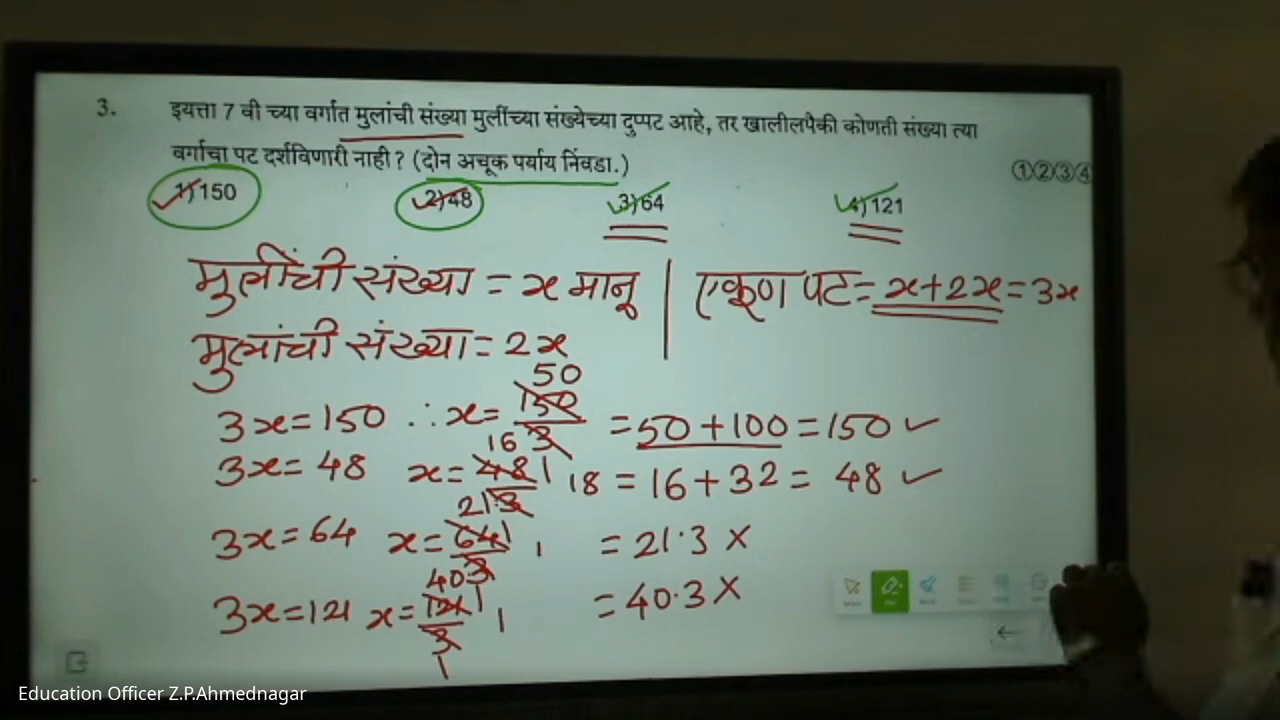 3. इयत्ता 7 वी च्या वर्गात मुलांची संख्या मुलींच्या संख्येच्या दुप्पट आहे, तर खालीलपैकी कोणती संख्या त्या
वर्गाचा पट दर्शविणारी नाही? (दोन अचूक पर्याय निवडा.)
①②③④
1) 150 2) 48 3) 64 4) 121
मुलींची संख्या = x मानू | एकूण पट = x+2x = 3x
मुलांची संख्या = 2x
50
3x = 150 ∴ x = 150/3 = 50 + 100 = 150 ✓
16
3x = 48 x = 48/3 18 = 16 + 32 = 48 ✓
21
3x = 64 x = 64/3 = 21.3 X
40
3x = 121 x = 121/3 = 40.3 X
Education Officer Z.P.Ahmednagar